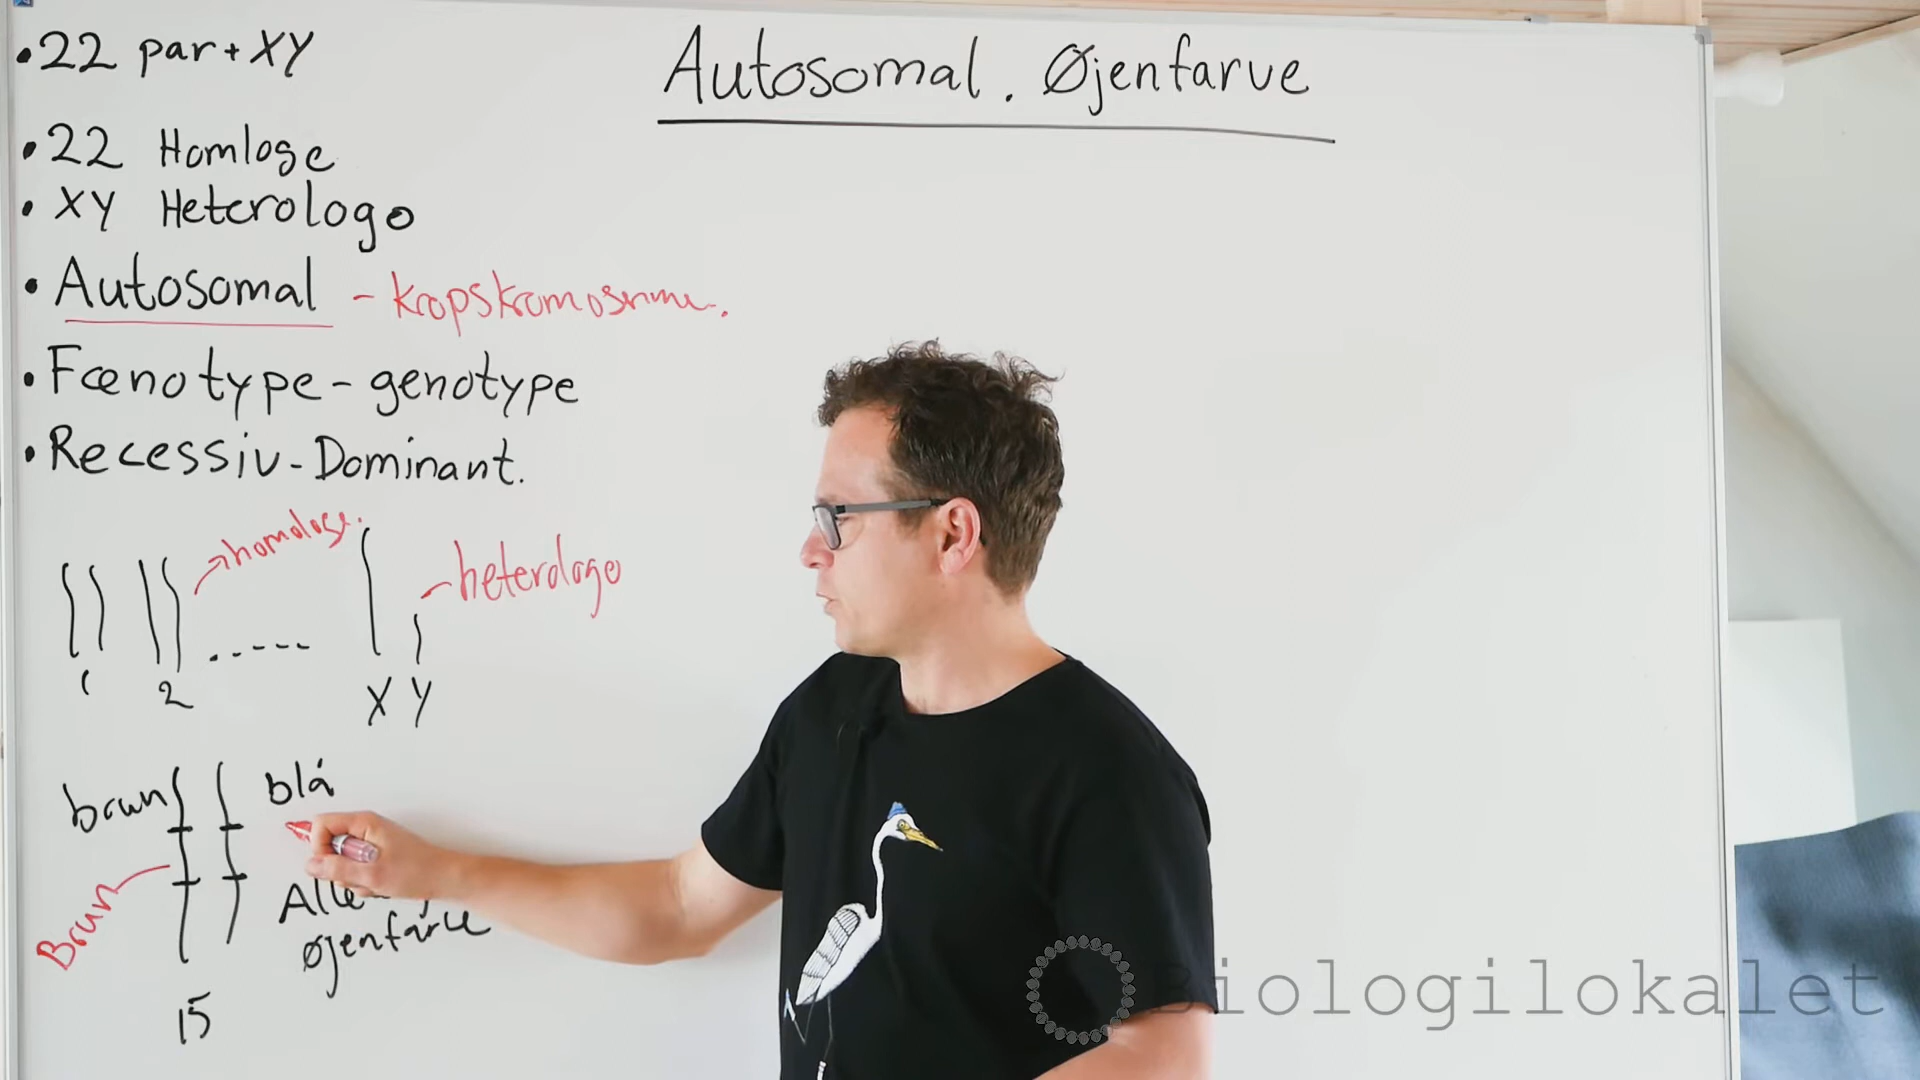 Autosomal. Øjenfarve
•22 par+XY
•22 Homloge
•XY Heterologe
•Autosomal - kropskromosomer.
•Fænotype-genotype
•Recessiv-Dominant.
homologe.
heterologe
1 2 X Y
brun blå
Brun
øjenfarve
15
Biologilokalet